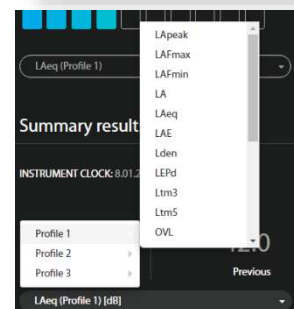 LAeq (Profile 1)
LApeak
LAFmax
LAFmin
LA
LAeq
LAE
Lden
LEPd
Ltm3
Ltm5
OVL
Summary result
INSTRUMENT CLOCK: 8.01.2
Profile 1
Profile 2
Profile 3
Previous
LAeq (Profile 1) [dB]